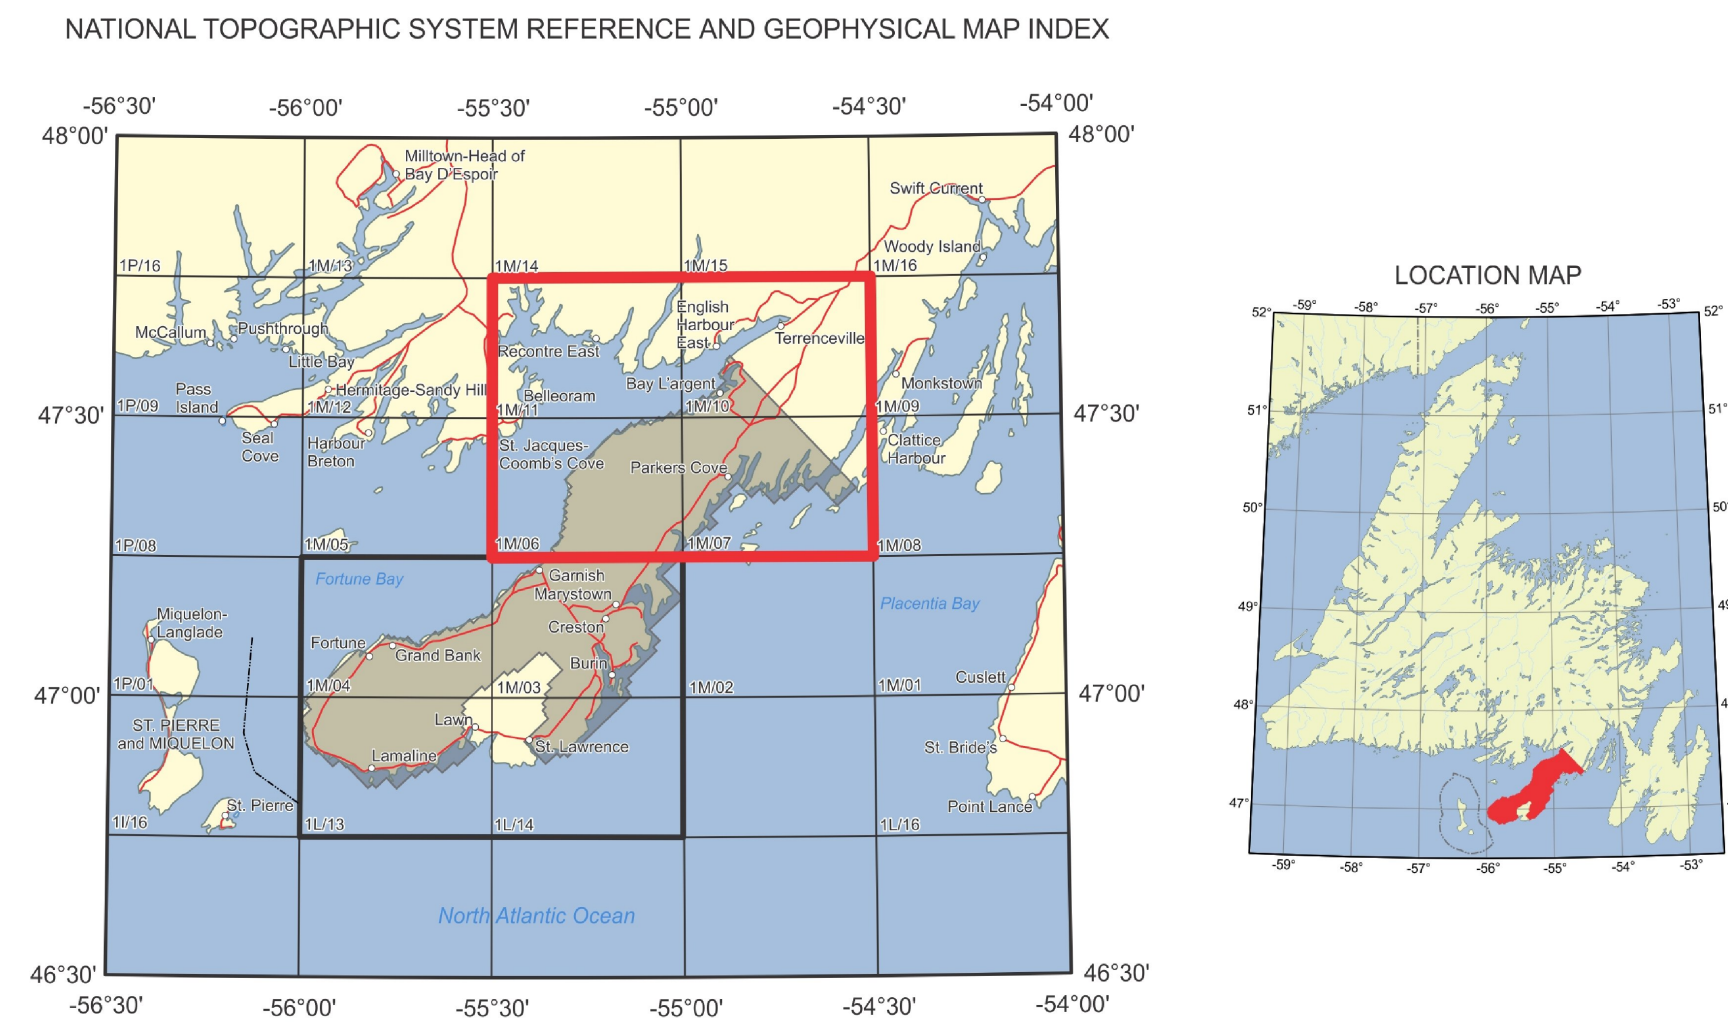 NATIONAL TOPOGRAPHIC SYSTEM REFERENCE AND GEOPHYSICAL MAP INDEX
-56°30' -56°00' -55°30' -55°00' -54°30' -54°00'
48°00' 48°00'
Milltown-Head of
Bay D'Espoir
Swift Current
Woody Island
1P/16 1M/13 1M/14 1M/15 1M/16
McCallum Pushthrough
Little Bay
English
Harbour
East
Terrenceville
Recontre East
Pass
Island
Hermitage-Sandy Hill
Belleoram
Bay L'argent
Monkstown
1P/09 1M/12 1M/11 1M/10 1M/09
47°30' 47°30'
Seal
Cove
Harbour
Breton
St. Jacques-
Coomb's Cove
Parkers Cove
Clattice
Harbour
1P/08 1M/05 1M/06 1M/07 1M/08
Fortune Bay
Garnish
Marystown
Placentia Bay
Miquelon-
Langlade
Creston
Fortune
Grand Bank
Burin
Cuslett
1P/01 1M/04 1M/03 1M/02 1M/01
47°00' 47°00'
ST. PIERRE
and MIQUELON
Lawn
St. Lawrence
Lamaline
St. Bride's
St. Pierre
Point Lance
1I/16 1L/13 1L/14 1L/16
North Atlantic Ocean
46°30' 46°30'
-56°30' -56°00' -55°30' -55°00' -54°30' -54°00'
LOCATION MAP
-59° -58° -57° -56° -55° -54° -53°
52° 52°
51° 51°
50° 50°
49° 49
48° 4
47°
-59° -58° -57° -56° -55° -54° -53°